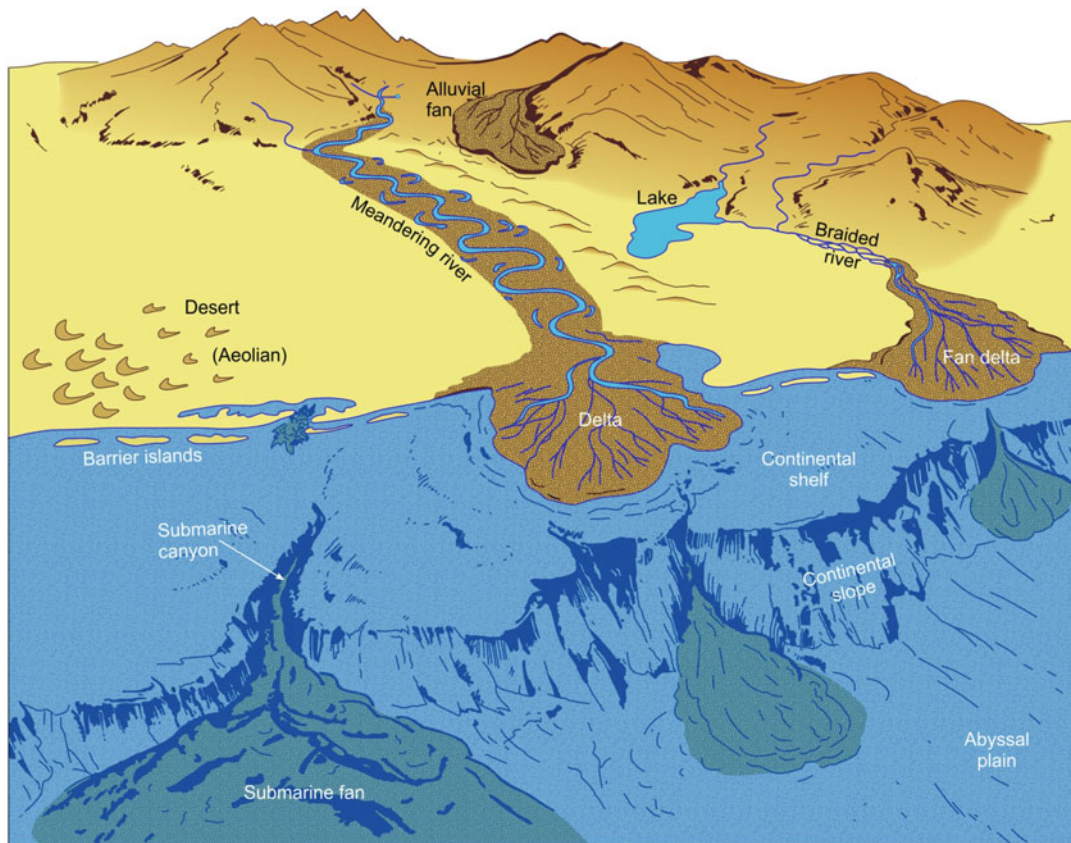 Alluvial
fan
Lake
Meandering river
Braided
river
Desert
(Aeolian)
Fan delta
Delta
Barrier islands
Continental
shelf
Submarine
canyon
Continental
slope
Abyssal
plain
Submarine fan